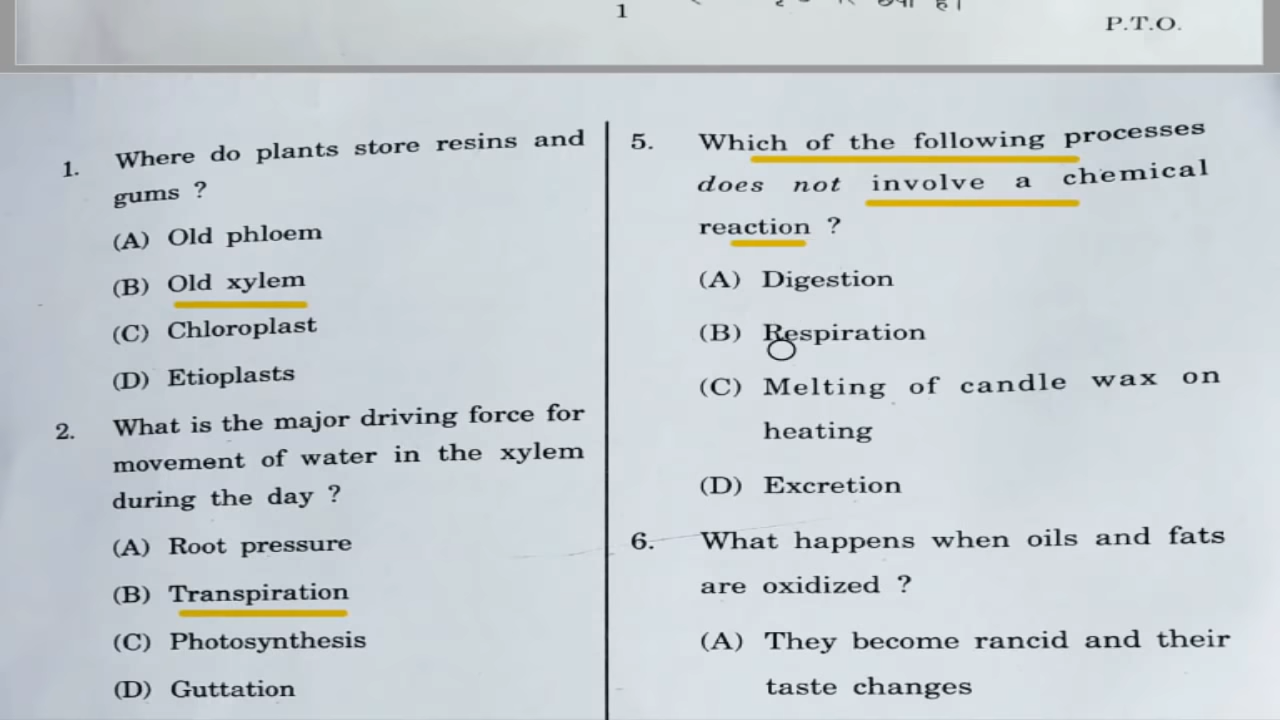 1
P.T.O.
1. Where do plants store resins and
gums ?
(A) Old phloem
(B) Old xylem
(C) Chloroplast
(D) Etioplasts
2. What is the major driving force for
movement of water in the xylem
during the day ?
(A) Root pressure
(B) Transpiration
(C) Photosynthesis
(D) Guttation
5. Which of the following processes
does not involve a chemical
reaction ?
(A) Digestion
(B) Respiration
(C) Melting of candle wax on
heating
(D) Excretion
6. What happens when oils and fats
are oxidized ?
(A) They become rancid and their
taste changes